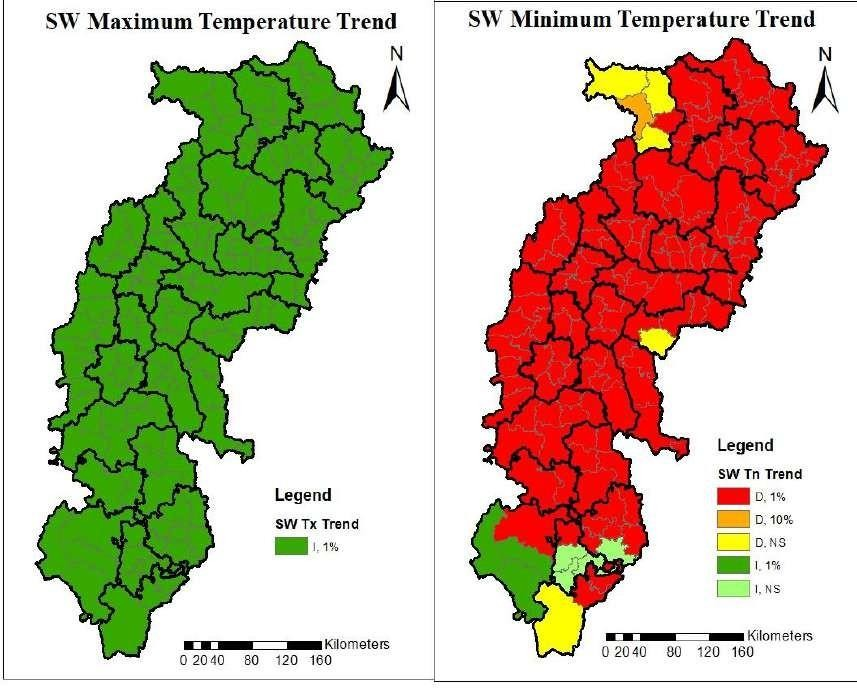 SW Maximum Temperature Trend
N
Legend
SW Tx Trend
I, 1%
Kilometers
0 20 40 80 120 160
SW Minimum Temperature Trend
N
Legend
SW Tn Trend
D, 1%
D, 10%
D, NS
I, 1%
I, NS
Kilometers
0 20 40 80 120 160